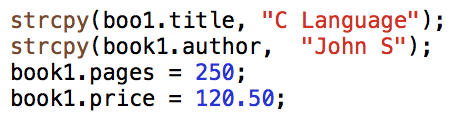 strcpy(boo1.title, "C Language");
strcpy(book1.author,  "John S");
book1.pages = 250;
book1.price = 120.50;